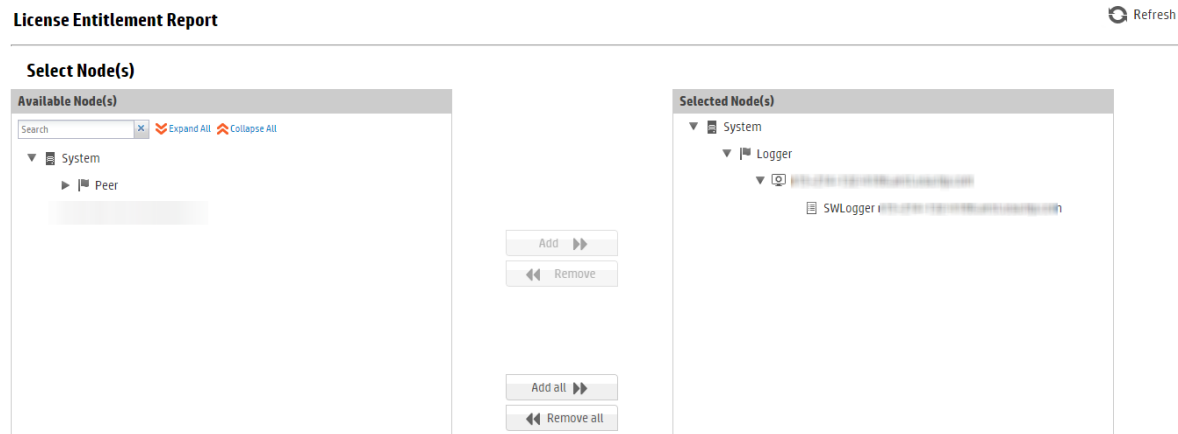 License Entitlement Report
Refresh
Select Node(s)
Available Node(s)
Search
Expand All
Collapse All
System
Peer
Add
Remove
Add all
Remove all
Selected Node(s)
System
Logger
SWLogger